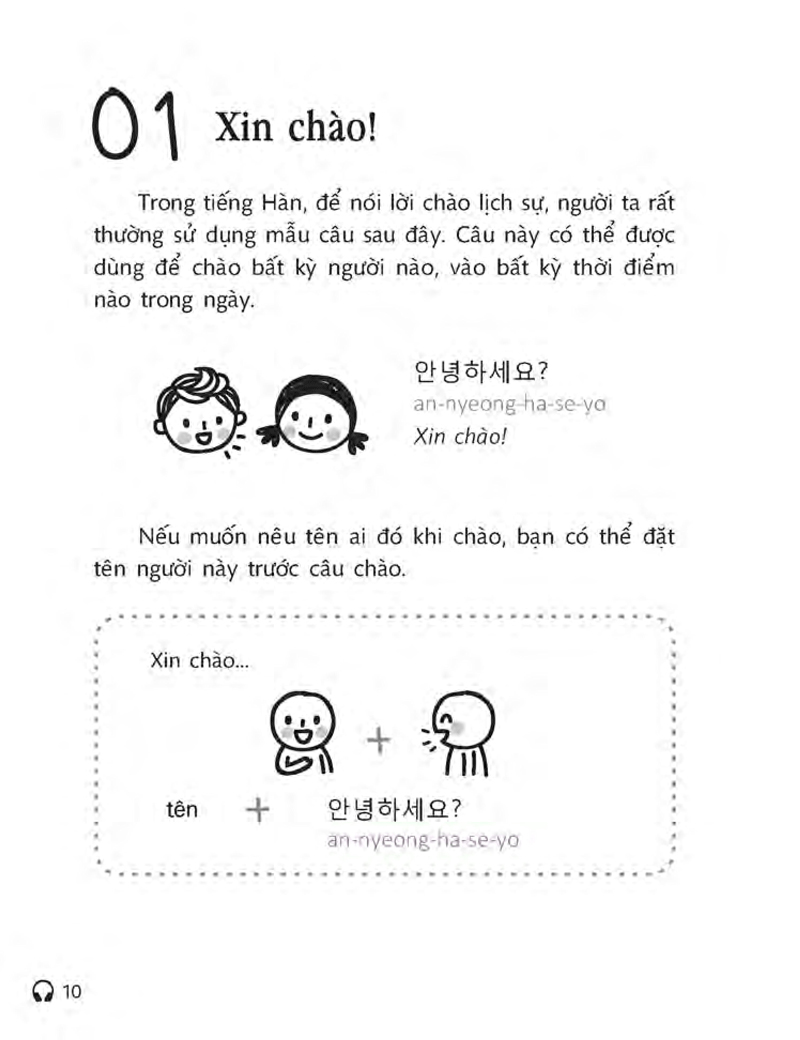 01 Xin chào!
Trong tiếng Hàn, để nói lời chào lịch sự, người ta rất
thường sử dụng mẫu câu sau đây. Câu này có thể được
dùng để chào bất kỳ người nào, vào bất kỳ thời điểm
nào trong ngày.
안녕하세요?
an-nyeong-ha-se-yo
Xin chào!
Nếu muốn nêu tên ai đó khi chào, bạn có thể đặt
tên người này trước câu chào.
Xin chào...
+
tên + 안녕하세요?
an-nyeong-ha-se-yo
10